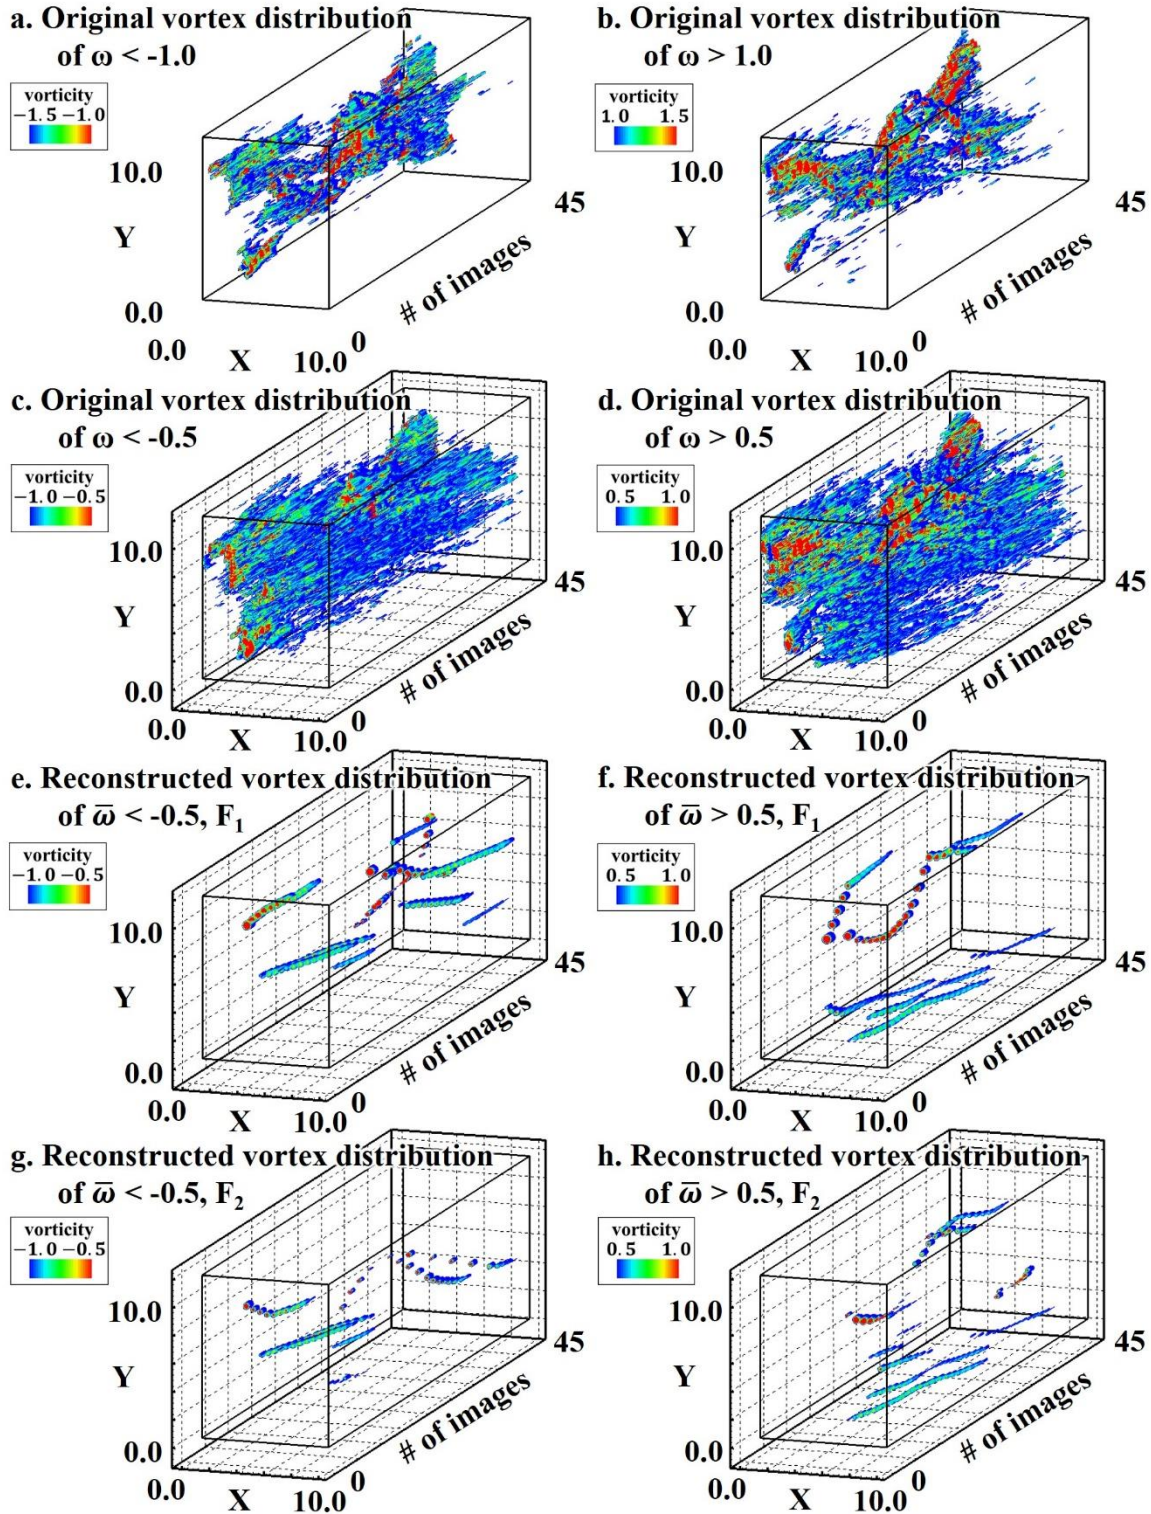 a. Original vortex distribution
of ω < -1.0
vorticity
−1.5 −1.0
10.0
Y
0.0
0.0
X
10.0
0
# of images
45
b. Original vortex distribution
of ω > 1.0
vorticity
1.0 1.5
10.0
Y
0.0
0.0
X
10.0
0
# of images
45
c. Original vortex distribution
of ω < -0.5
vorticity
−1.0 −0.5
10.0
Y
0.0
0.0
X
10.0
0
# of images
45
d. Original vortex distribution
of ω > 0.5
vorticity
0.5 1.0
10.0
Y
0.0
0.0
X
10.0
0
# of images
45
e. Reconstructed vortex distribution
of ω̅ < -0.5, F₁
vorticity
−1.0 −0.5
10.0
Y
0.0
0.0
X
10.0
0
# of images
45
f. Reconstructed vortex distribution
of ω̅ > 0.5, F₁
vorticity
0.5 1.0
10.0
Y
0.0
0.0
X
10.0
0
# of images
45
g. Reconstructed vortex distribution
of ω̅ < -0.5, F₂
vorticity
−1.0 −0.5
10.0
Y
0.0
0.0
X
10.0
0
# of images
45
h. Reconstructed vortex distribution
of ω̅ > 0.5, F₂
vorticity
0.5 1.0
10.0
Y
0.0
0.0
X
10.0
0
# of images
45